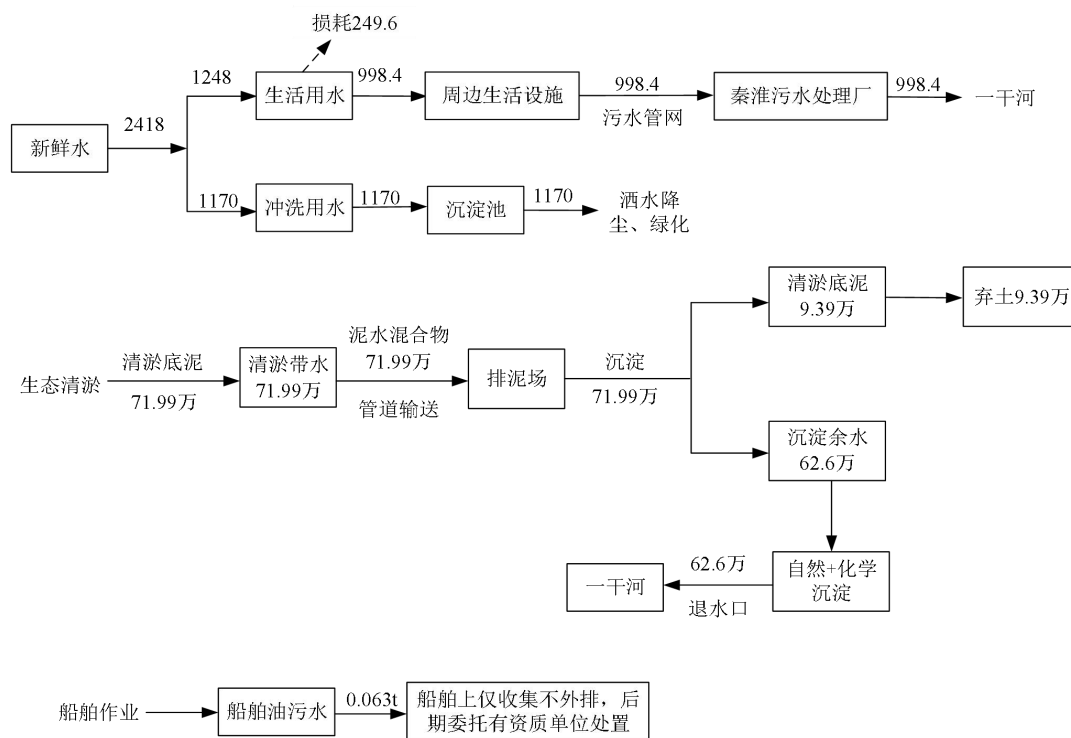 损耗249.6
1248
生活用水
998.4
周边生活设施
998.4
污水管网
秦淮污水处理厂
998.4
一干河
新鲜水
2418
1170
冲洗用水
1170
沉淀池
1170
洒水降
尘、绿化
清淤底泥
9.39万
弃土9.39万
生态清淤
清淤底泥
71.99万
清淤带水
71.99万
泥水混合物
71.99万
管道输送
排泥场
沉淀
71.99万
沉淀余水
62.6万
自然+化学
沉淀
62.6万
退水口
一干河
船舶作业
船舶油污水
0.063t
船舶上仅收集不外排，后
期委托有资质单位处置